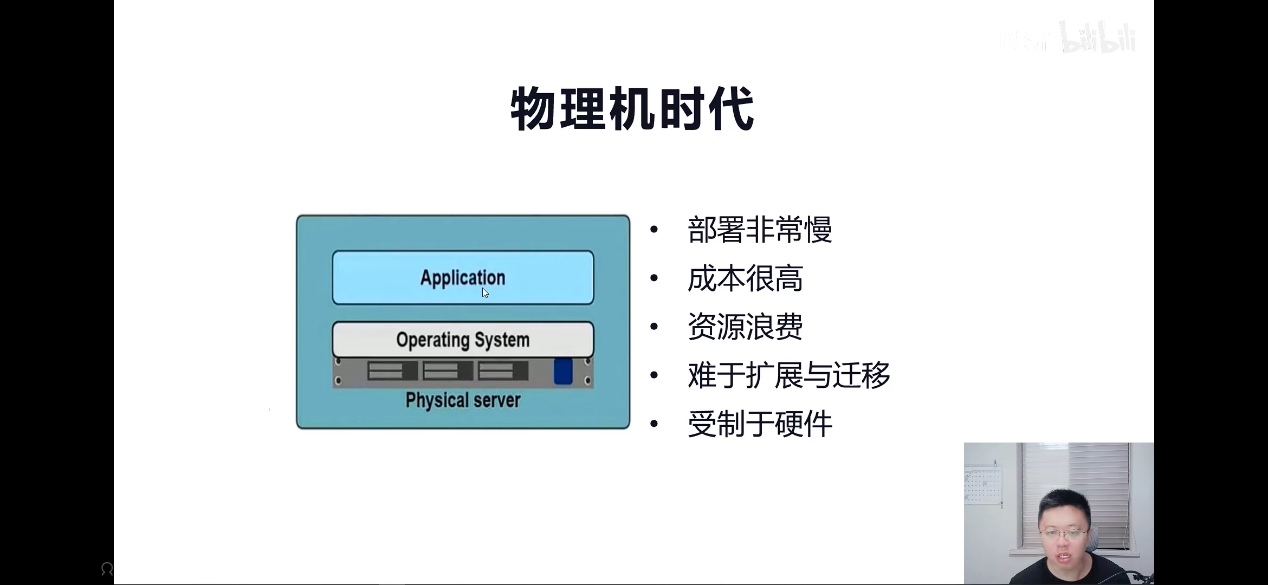 bilibili
物理机时代
Application
Operating System
Physical server
• 部署非常慢
• 成本很高
• 资源浪费
• 难于扩展与迁移
• 受制于硬件